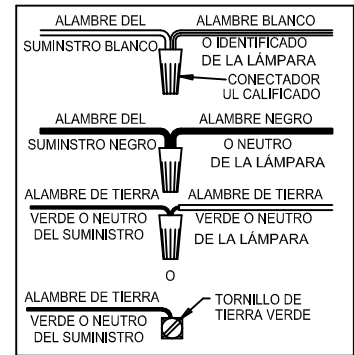 ALAMBRE DEL ALAMBRE BLANCO
SUMINSTRO BLANCO O IDENTIFICADO
DE LA LÁMPARA
CONECTADOR
UL CALIFICADO
ALAMBRE DEL ALAMBRE NEGRO
SUMINSTRO NEGRO O NEUTRO
DE LA LÁMPARA
ALAMBRE DE TIERRA ALAMBRE DE TIERRA
VERDE O NEUTRO VERDE O NEUTRO
DEL SUMINISTRO DE LA LÁMPARA
O
ALAMBRE DE TIERRA TORNILLO DE
VERDE O NEUTRO TIERRA VERDE
DEL SUMINISTRO